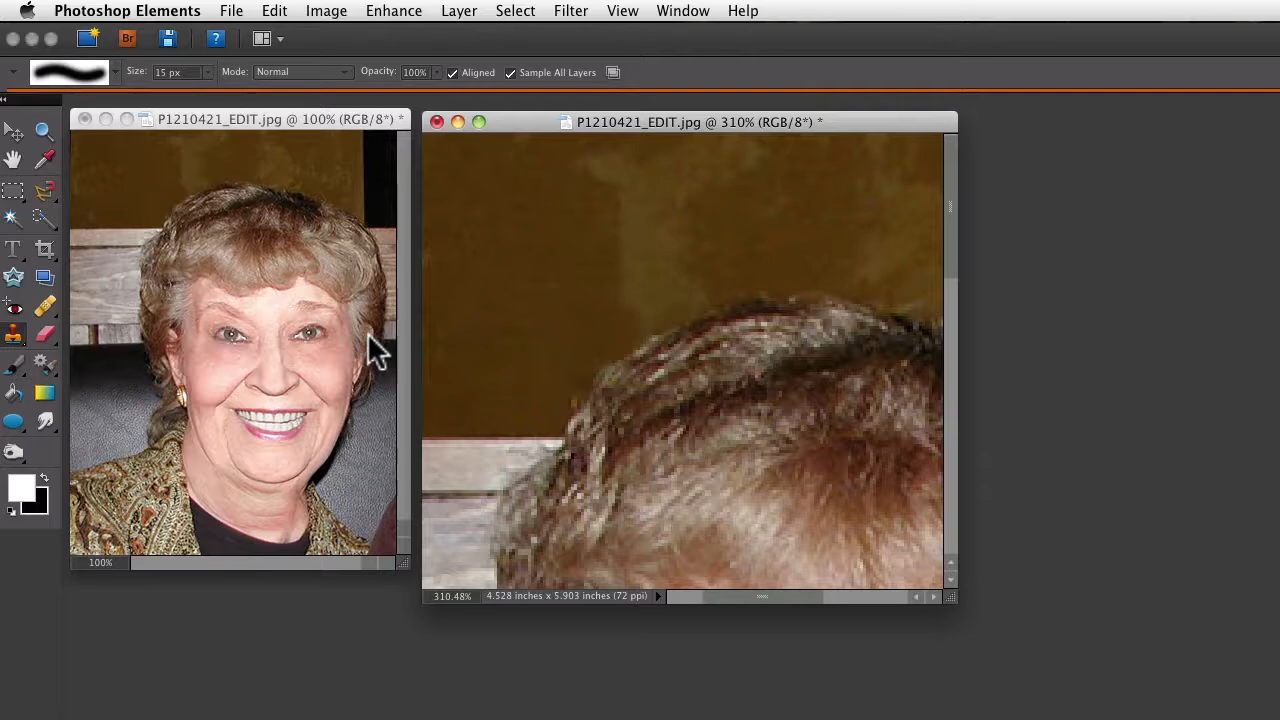 Photoshop Elements File Edit Image Enhance Layer Select Filter View Window Help
Br ?
Size: 15 px Mode: Normal Opacity: 100% Aligned Sample All Layers
P1210421_EDIT.jpg @ 100% (RGB/8*) *
P1210421_EDIT.jpg @ 310% (RGB/8*) *
T
100%
310.48% 4.528 inches x 5.903 inches (72 ppi)